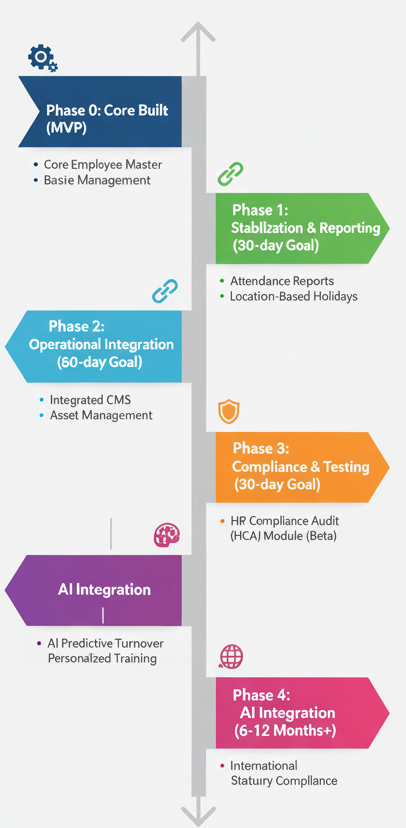 Phase 0: Core Built
(MVP)
• Core Employee Master
• Basie Management
Phase 1:
Stabllzation & Reporting
(30-day Goal)
• Attendance Reports
• Location-Based Holidays
Phase 2:
Operational Integration
(60-day Goal)
• Integrated CMS
• Asset Management
Phase 3:
Compliance & Testing
(30-day Goal)
• HR Compliance Audit
(HCA) Module (Beta)
AI Integration
• AI Predictive Turnover
Personalzed Training
Phase 4:
AI Integration
(6-12 Months+)
• International
Statuiry Compllance